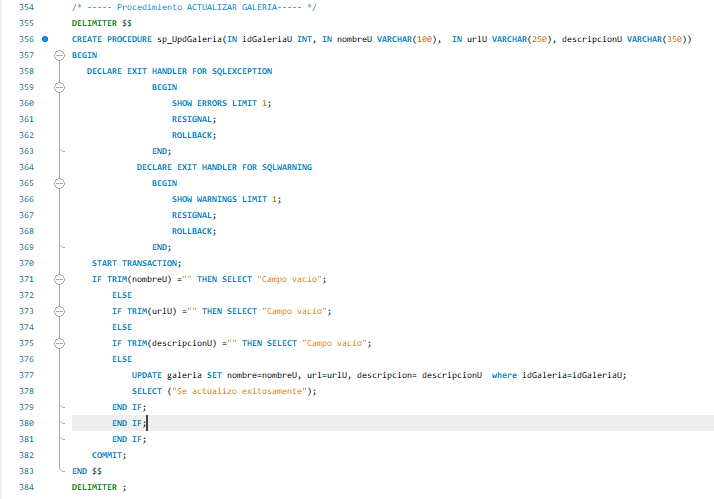 354 /* ----- Procedimiento ACTUALIZAR GALERIA----- */
355 DELIMITER $$
356 CREATE PROCEDURE sp_UpdGaleria(IN idGaleriaU INT, IN nombreU VARCHAR(100),  IN urlU VARCHAR(250), descripcionU VARCHAR(350))
357 BEGIN
358 DECLARE EXIT HANDLER FOR SQLEXCEPTION
359 BEGIN
360 SHOW ERRORS LIMIT 1;
361 RESIGNAL;
362 ROLLBACK;
363 END;
364 DECLARE EXIT HANDLER FOR SQLWARNING
365 BEGIN
366 SHOW WARNINGS LIMIT 1;
367 RESIGNAL;
368 ROLLBACK;
369 END;
370 START TRANSACTION;
371 IF TRIM(nombreU) ="" THEN SELECT "Campo vacio";
372 ELSE
373 IF TRIM(urlU) ="" THEN SELECT "Campo vacio";
374 ELSE
375 IF TRIM(descripcionU) ="" THEN SELECT "Campo vacio";
376 ELSE
377 UPDATE galeria SET nombre=nombreU, url=urlU, descripcion= descripcionU  where idGaleria=idGaleriaU;
378 SELECT ("Se actualizo exitosamente");
379 END IF;
380 END IF;
381 END IF;
382 COMMIT;
383 END $$
384 DELIMITER ;